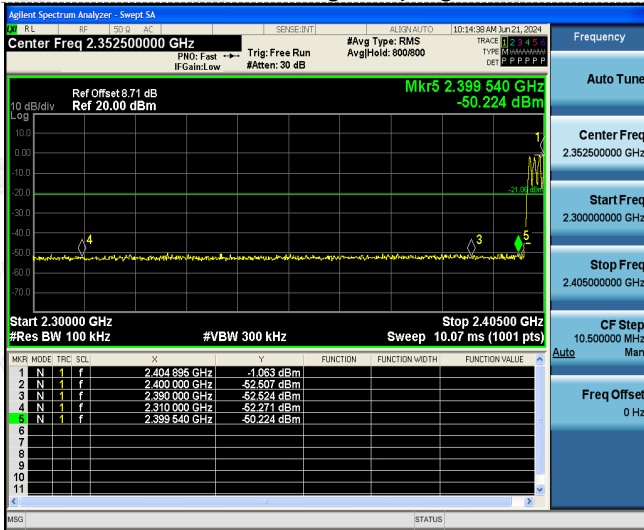 Agilent Spectrum Analyzer - Swept SA
RL RF 50 Ω AC SENSE:INT ALIGN AUTO 10:14:38 AM Jun 21, 2024
Center Freq 2.352500000 GHz
PNO: Fast
IFGain:Low
Trig: Free Run
#Atten: 30 dB
#Avg Type: RMS
Avg|Hold: 800/800
TRACE 1 2 3 4 5 6
TYPE M W W W W W
DET P P P P P P
Frequency
Auto Tune
Center Freq
2.352500000 GHz
Start Freq
2.300000000 GHz
Stop Freq
2.405000000 GHz
CF Step
10.500000 MHz
Auto Man
Freq Offset
0 Hz
Mkr5 2.399 540 GHz
-50.224 dBm
Ref Offset 8.71 dB
10 dB/div Ref 20.00 dBm
Log
10.0
0.00
-10.0
-20.0
-30.0
-40.0
-50.0
-60.0
-70.0
1
-21.06 dBm
4
3
5
Start 2.30000 GHz Stop 2.40500 GHz
#Res BW 100 kHz #VBW 300 kHz Sweep 10.07 ms (1001 pts)
MKR MODE TRC SCL X Y FUNCTION FUNCTION WIDTH FUNCTION VALUE
1 N 1 f 2.404 895 GHz -1.063 dBm
2 N 1 f 2.400 000 GHz -52.507 dBm
3 N 1 f 2.390 000 GHz -52.524 dBm
4 N 1 f 2.310 000 GHz -52.271 dBm
5 N 1 f 2.399 540 GHz -50.224 dBm
6
7
8
9
10
11
MSG STATUS